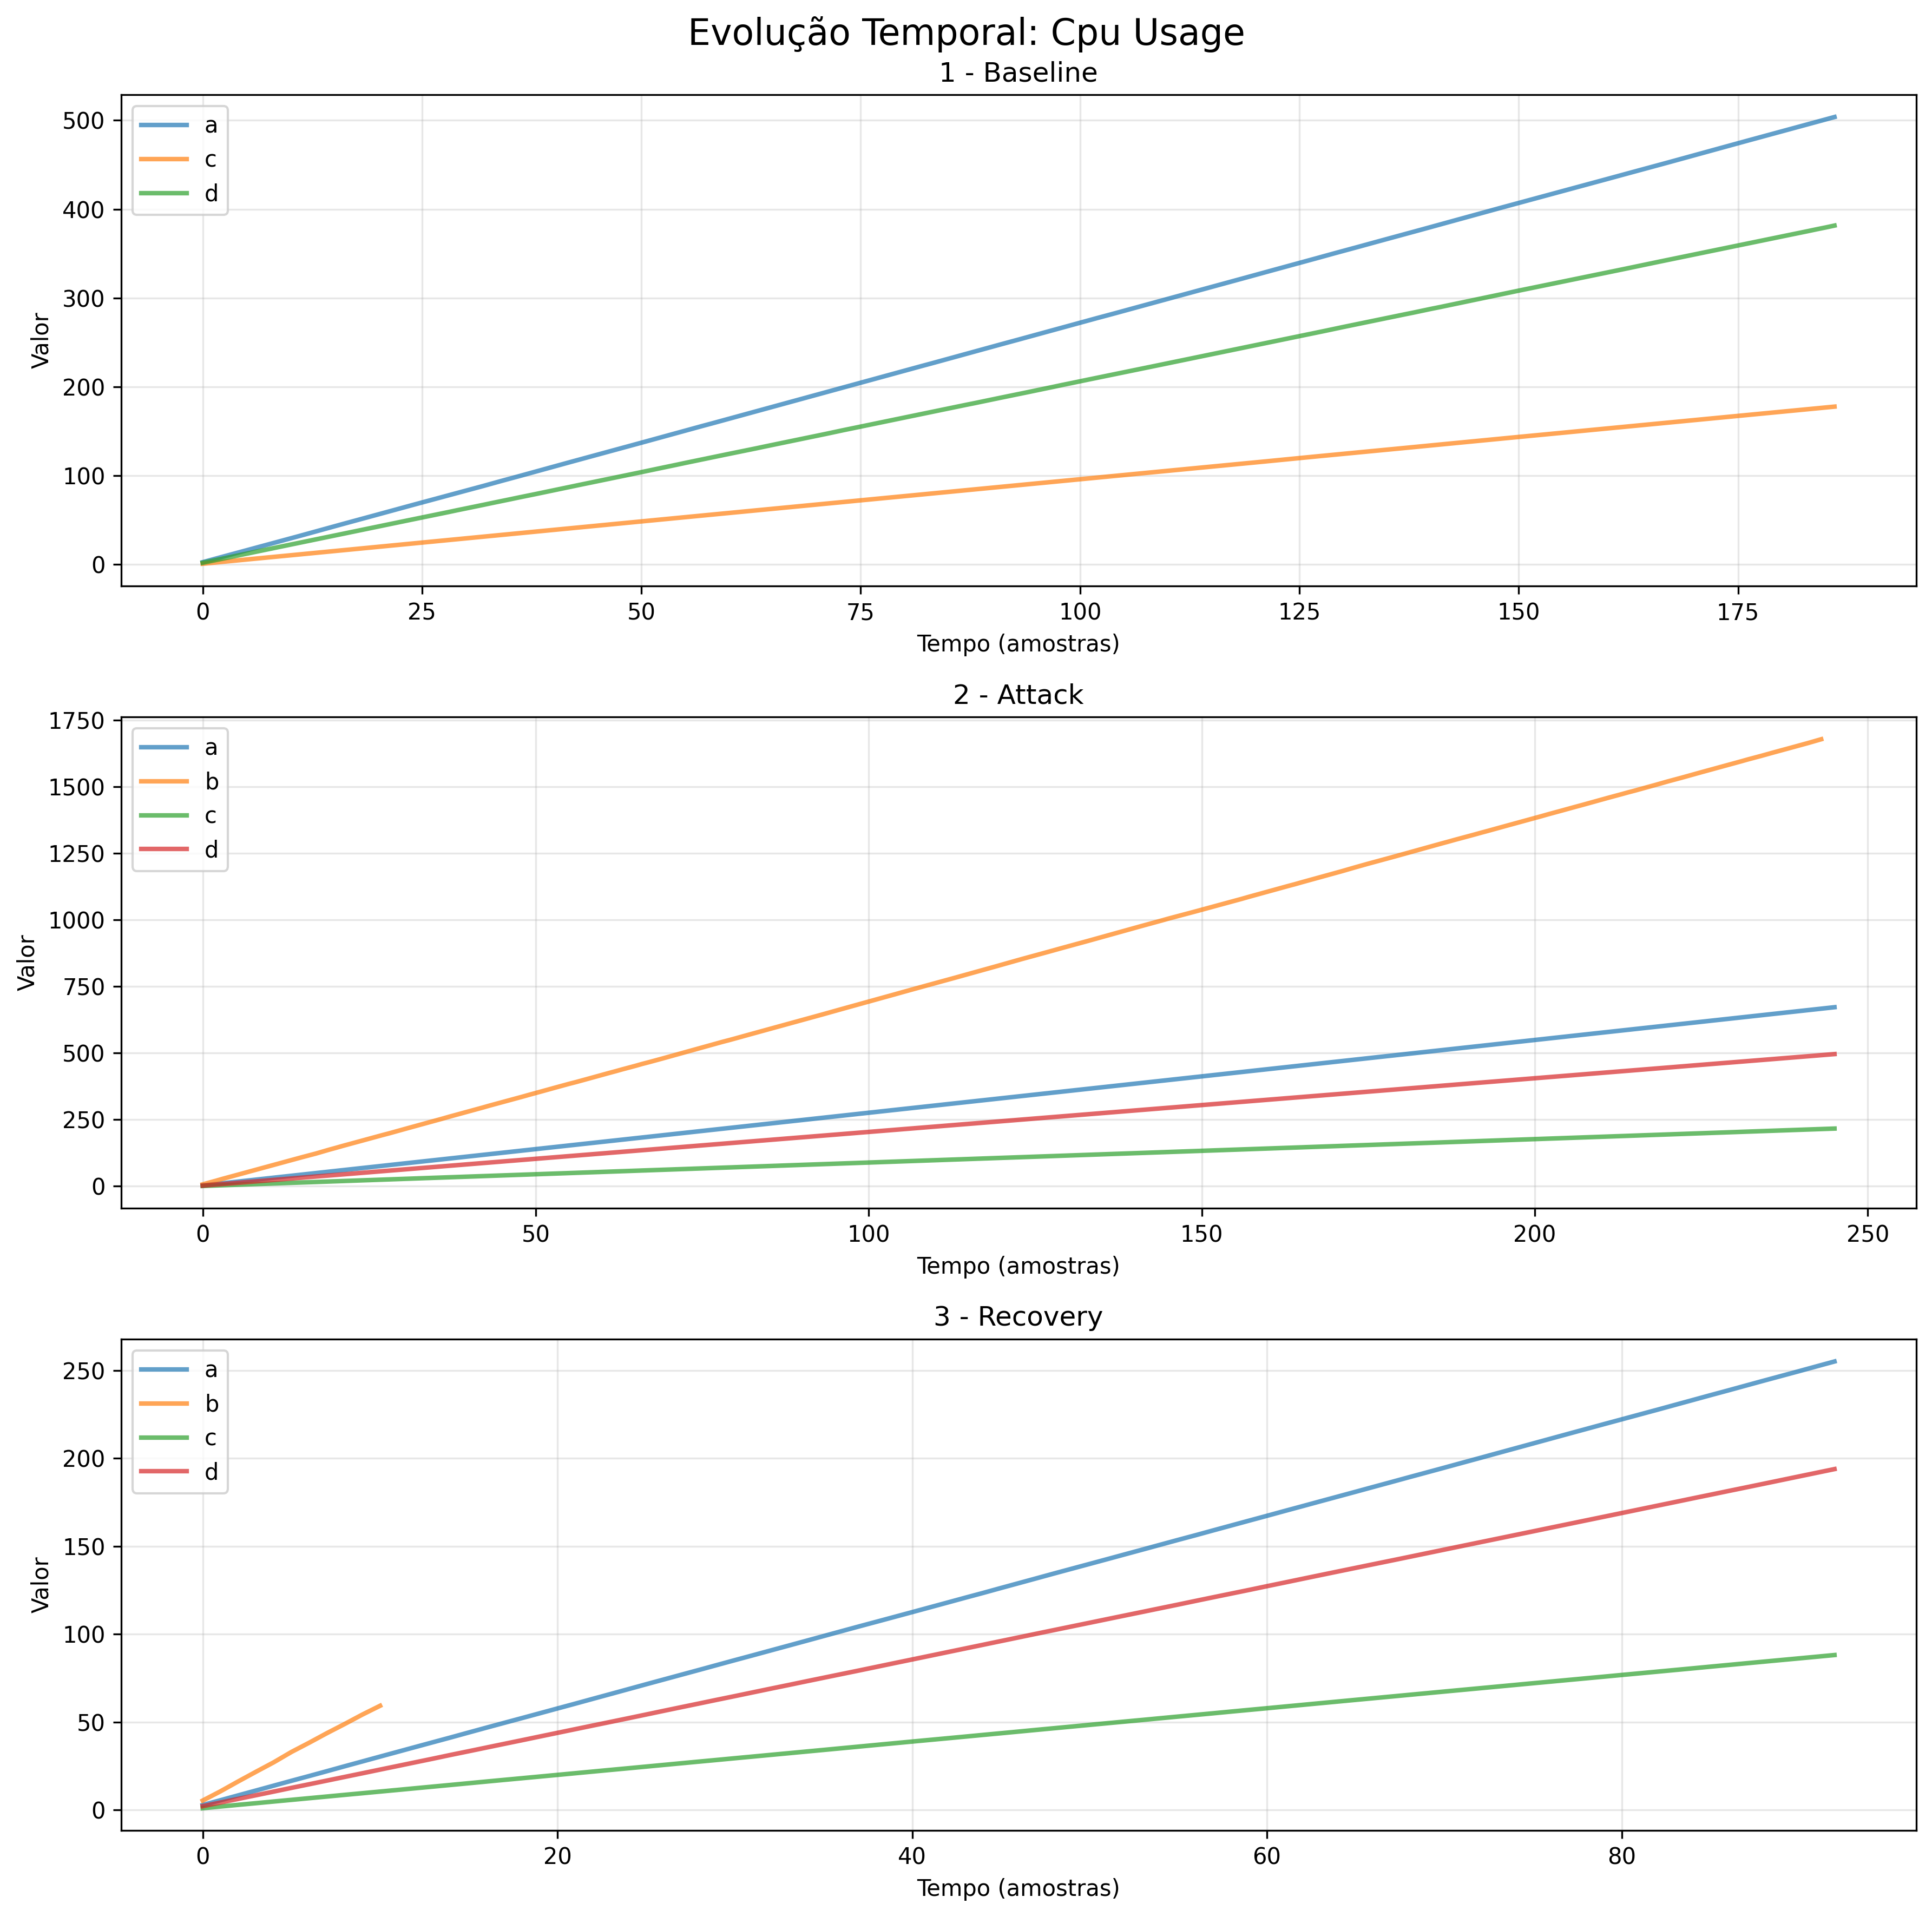 Evolução Temporal: Cpu Usage
1 - Baseline
a
c
d
500
400
300
200
100
0
Valor
0 25 50 75 100 125 150 175
Tempo (amostras)
2 - Attack
a
b
c
d
1750
1500
1250
1000
750
500
250
0
Valor
0 50 100 150 200 250
Tempo (amostras)
3 - Recovery
a
b
c
d
250
200
150
100
50
0
Valor
0 20 40 60 80
Tempo (amostras)